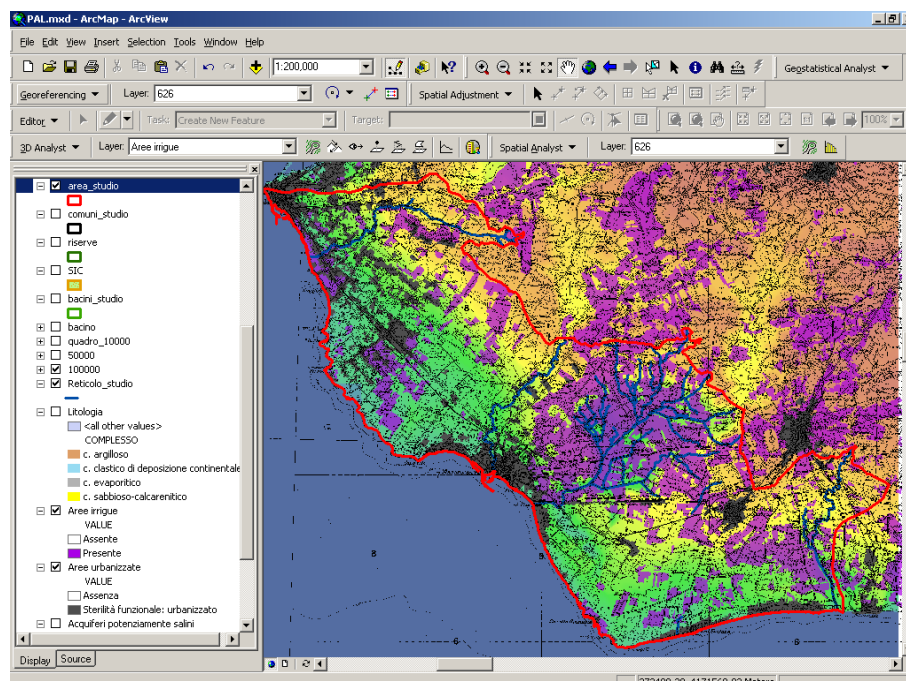 PAL.mxd - ArcMap - ArcView
File Edit View Insert Selection Tools Window Help
1:200,000 Geostatistical Analyst
Georeferencing Layer: 626 Spatial Adjustment
Editor Task: Create New Feature Target: 100%
3D Analyst Layer: Aree irrigue Spatial Analyst Layer: 626
area_studio
comuni_studio
riserve
SIC
bacini_studio
bacino
quadro_10000
50000
100000
Reticolo_studio
Litologia
<all other values>
COMPLESSO
c. argilloso
c. clastico di deposizione continentale
c. evaporitico
c. sabbioso-calcarenitico
Aree irrigue
VALUE
Assente
Presente
Aree urbanizzate
VALUE
Assenza
Sterilità funzionale: urbanizzato
Acquiferi potenzialmente salini
Display Source